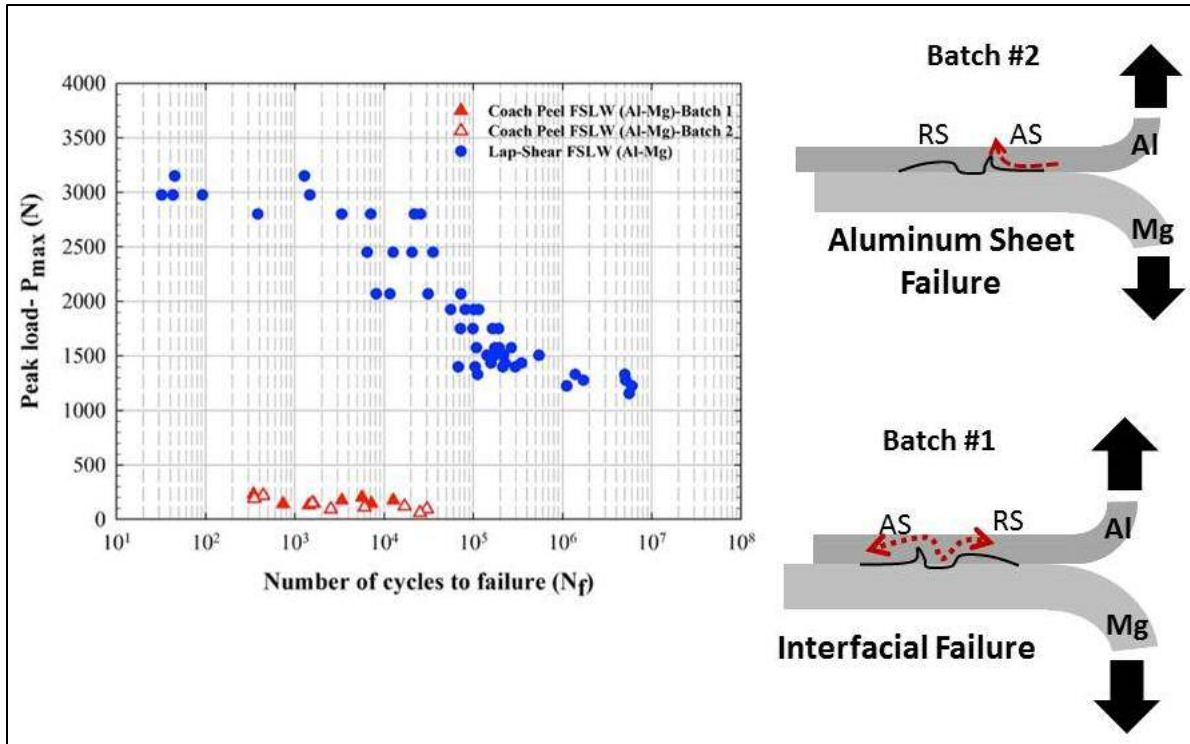 4000
3500
3000
2500
2000
1500
1000
500
0
Peak load- P_max (N)
10^1 10^2 10^3 10^4 10^5 10^6 10^7 10^8
Number of cycles to failure (N_f)
Coach Peel FSLW (Al-Mg)-Batch 1
Coach Peel FSLW (Al-Mg)-Batch 2
Lap-Shear FSLW (Al-Mg)
Batch #2
RS AS Al
Mg
Aluminum Sheet
Failure
Batch #1
AS RS Al
Mg
Interfacial Failure